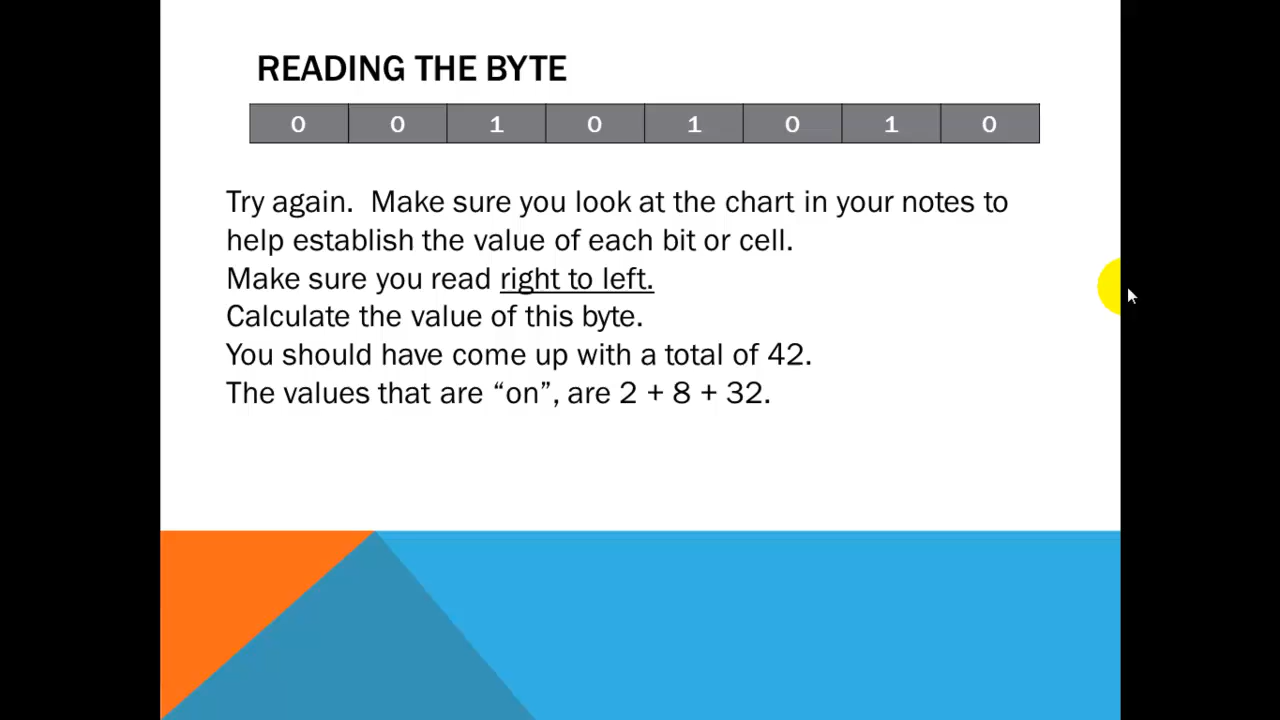 READING THE BYTE
0 0 1 0 1 0 1 0
Try again.  Make sure you look at the chart in your notes to
help establish the value of each bit or cell.
Make sure you read right to left.
Calculate the value of this byte.
You should have come up with a total of 42.
The values that are “on”, are 2 + 8 + 32.